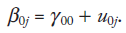 β₀ⱼ = γ₀₀ + u₀ⱼ.